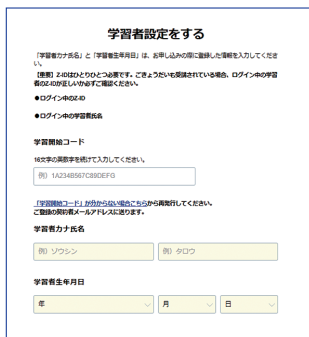 学習者設定をする
「学習者カナ氏名」と「学習者生年月日」は、お申し込みの際に登録した情報を入力してくださ
い。
【重要】Z-IDはひとりひとつ必要です。ごきょうだいも受講されている場合、ログイン中の学習
者のZ-IDが正しいか必ずご確認ください。
●ログイン中のZ-ID
●ログイン中の学習者氏名
学習開始コード
16文字の英数字を続けて入力してください。
例）1A234B567C89DEFG
「学習開始コード」が分からない場合こちらから再発行してください。
ご登録の契約者メールアドレスに送ります。
学習者カナ氏名
例）ゾウシン 例）タロウ
学習者生年月日
年 月 日